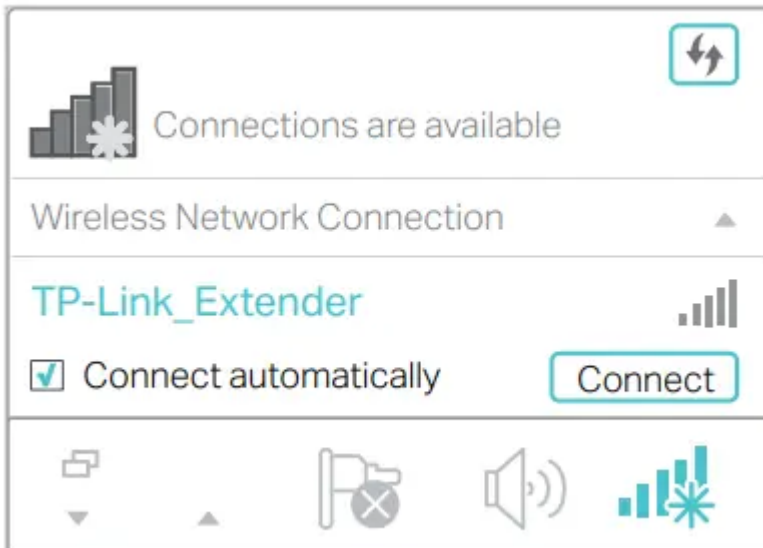 Connections are available
Wireless Network Connection
TP-Link_Extender
Connect automatically
Connect